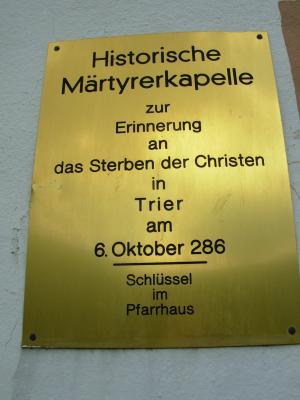 Historische
Märtyrerkapelle
zur
Erinnerung
an
das Sterben der Christen
in
Trier
am
6. Oktober 286
Schlüssel
im
Pfarrhaus